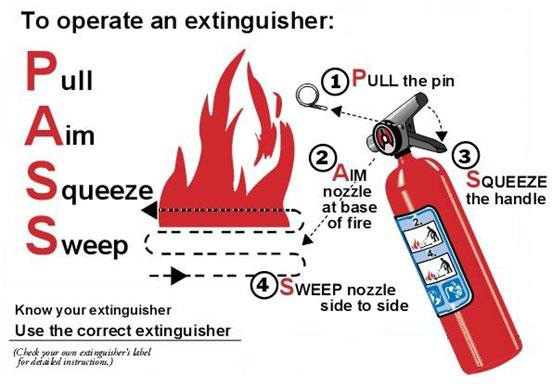 To operate an extinguisher:
Pull
Aim
Squeeze
Sweep
1 PULL the pin
2 AIM
nozzle
at base
of fire
3 SQUEEZE
the handle
4 SWEEP nozzle
side to side
2.
4.
Know your extinguisher
Use the correct extinguisher
(Check your own extinguisher's label
for detailed instructions.)